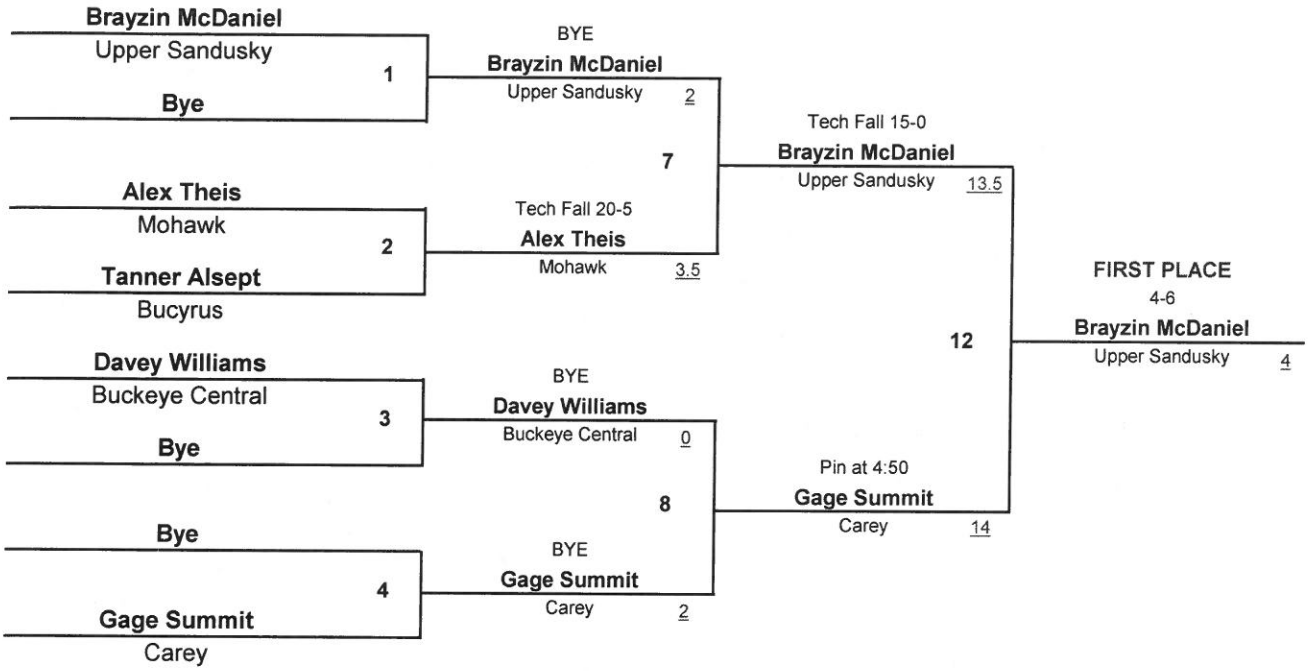 Brayzin McDaniel
Upper Sandusky
1
Bye
BYE
Brayzin McDaniel
Upper Sandusky 2
Alex Theis
Mohawk
2
Tanner Alsept
Bucyrus
Tech Fall 20-5
Alex Theis
Mohawk 3.5
7
Tech Fall 15-0
Brayzin McDaniel
Upper Sandusky 13.5
Davey Williams
Buckeye Central
3
Bye
BYE
Davey Williams
Buckeye Central 0
Bye
4
Gage Summit
Carey
BYE
Gage Summit
Carey 2
8
Pin at 4:50
Gage Summit
Carey 14
12
FIRST PLACE
4-6
Brayzin McDaniel
Upper Sandusky 4